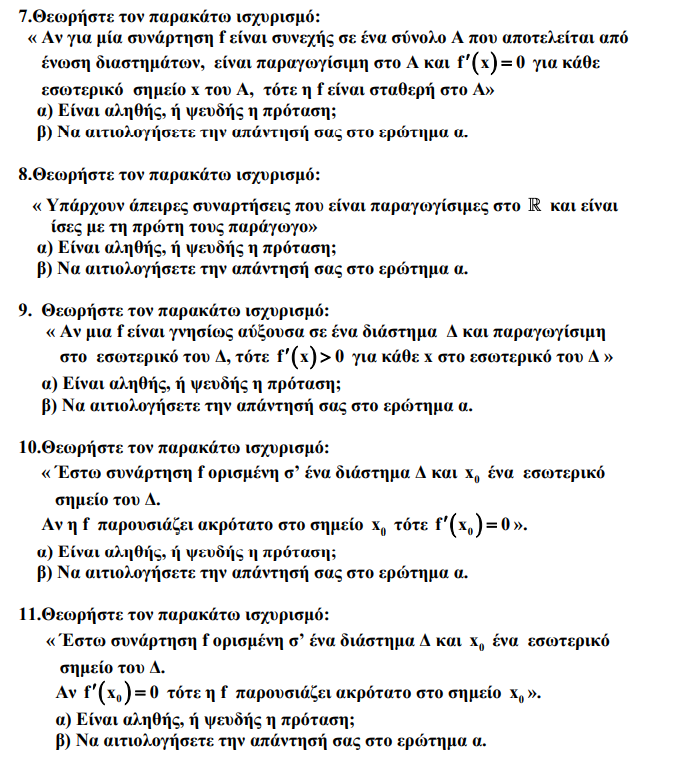 7.Θεωρήστε τον παρακάτω ισχυρισμό:
« Αν για μία συνάρτηση f είναι συνεχής σε ένα σύνολο Α που αποτελείται από
ένωση διαστημάτων, είναι παραγωγίσιμη στο Α και f′(x)=0 για κάθε
εσωτερικό σημείο x του Α, τότε η f είναι σταθερή στο Α»
α) Είναι αληθής, ή ψευδής η πρόταση;
β) Να αιτιολογήσετε την απάντησή σας στο ερώτημα α.
8.Θεωρήστε τον παρακάτω ισχυρισμό:
« Υπάρχουν άπειρες συναρτήσεις που είναι παραγωγίσιμες στο ℝ και είναι
ίσες με τη πρώτη τους παράγωγο»
α) Είναι αληθής, ή ψευδής η πρόταση;
β) Να αιτιολογήσετε την απάντησή σας στο ερώτημα α.
9. Θεωρήστε τον παρακάτω ισχυρισμό:
« Αν μια f είναι γνησίως αύξουσα σε ένα διάστημα Δ και παραγωγίσιμη
στο εσωτερικό του Δ, τότε f′(x)>0 για κάθε x στο εσωτερικό του Δ »
α) Είναι αληθής, ή ψευδής η πρόταση;
β) Να αιτιολογήσετε την απάντησή σας στο ερώτημα α.
10.Θεωρήστε τον παρακάτω ισχυρισμό:
« Έστω συνάρτηση f ορισμένη σ’ ένα διάστημα Δ και x₀ ένα εσωτερικό
σημείο του Δ.
Αν η f παρουσιάζει ακρότατο στο σημείο x₀ τότε f′(x₀)=0».
α) Είναι αληθής, ή ψευδής η πρόταση;
β) Να αιτιολογήσετε την απάντησή σας στο ερώτημα α.
11.Θεωρήστε τον παρακάτω ισχυρισμό:
« Έστω συνάρτηση f ορισμένη σ’ ένα διάστημα Δ και x₀ ένα εσωτερικό
σημείο του Δ.
Αν f′(x₀)=0 τότε η f παρουσιάζει ακρότατο στο σημείο x₀».
α) Είναι αληθής, ή ψευδής η πρόταση;
β) Να αιτιολογήσετε την απάντησή σας στο ερώτημα α.